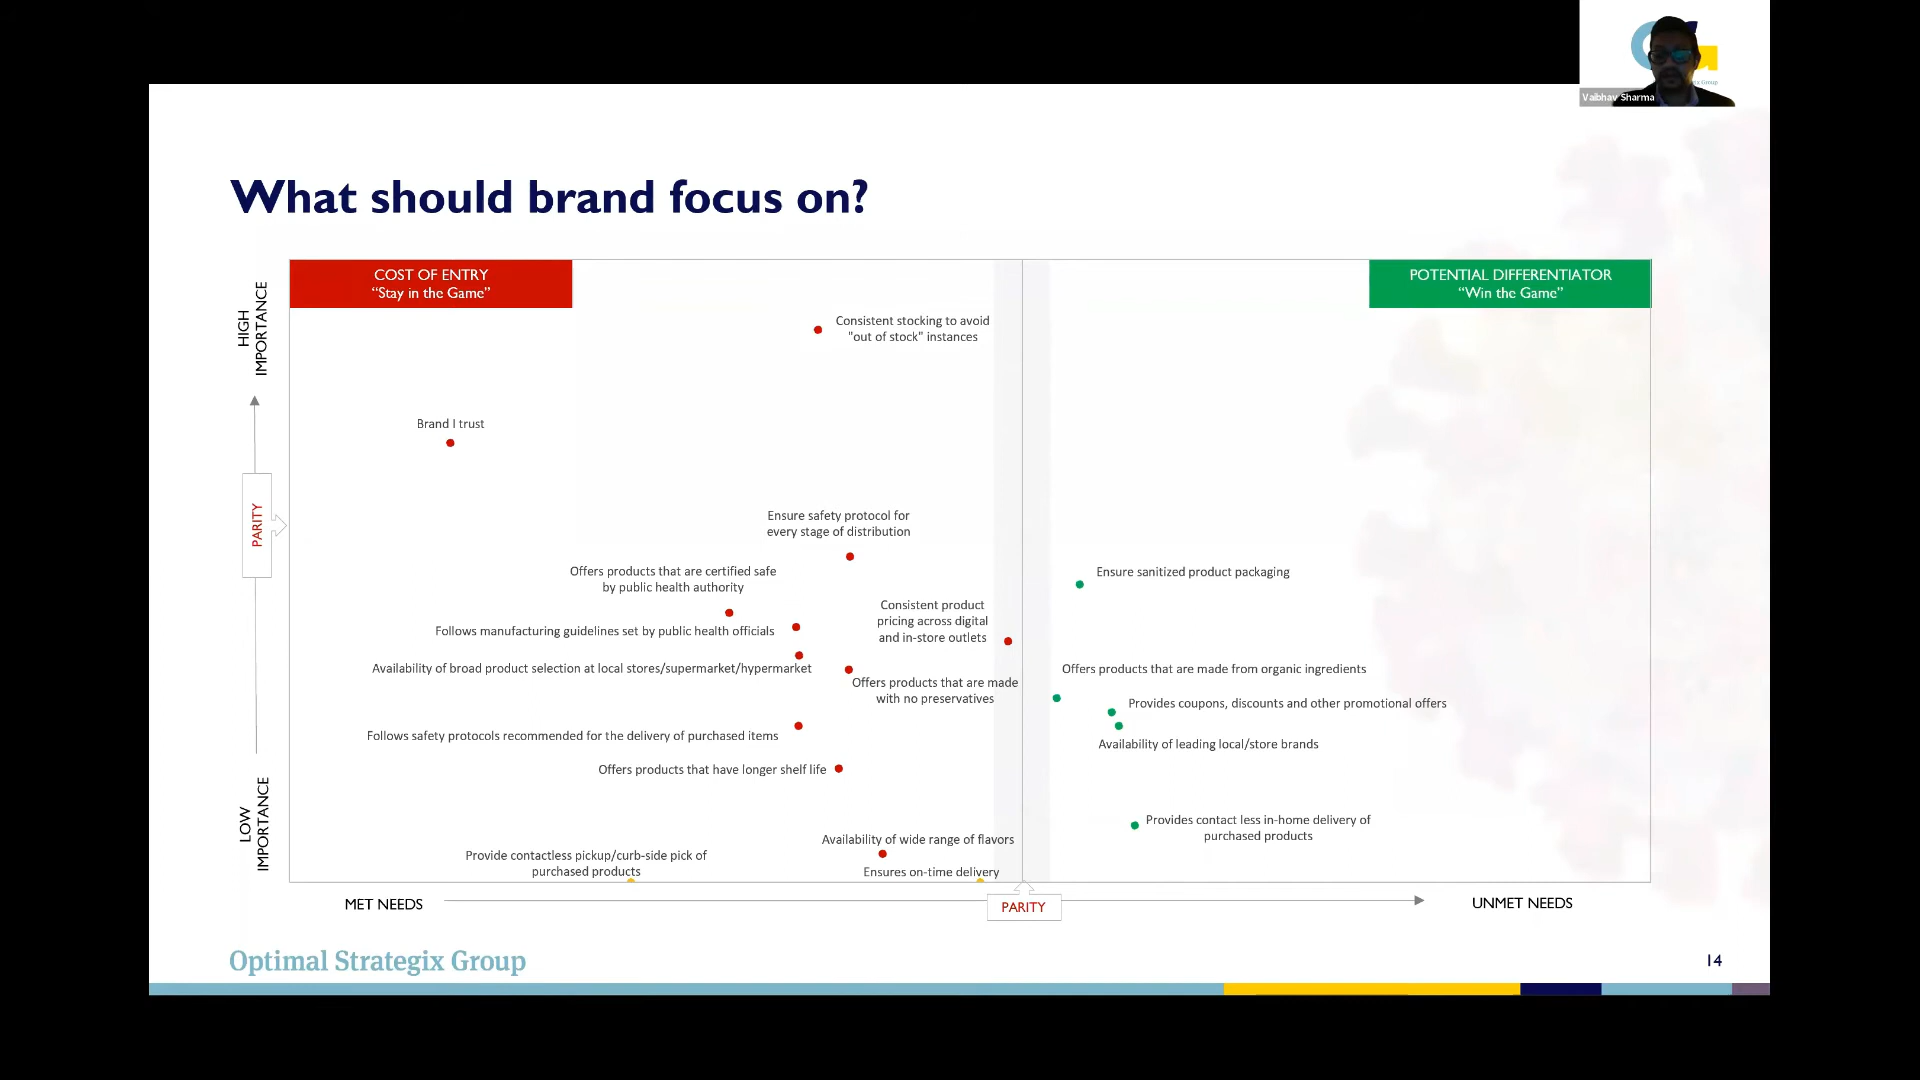 Vaibhav Sharma
What should brand focus on?
COST OF ENTRY
“Stay in the Game”
POTENTIAL DIFFERENTIATOR
“Win the Game”
HIGH
IMPORTANCE
PARITY
LOW
IMPORTANCE
Consistent stocking to avoid
"out of stock" instances
Brand I trust
Ensure safety protocol for
every stage of distribution
Offers products that are certified safe
by public health authority
Ensure sanitized product packaging
Consistent product
pricing across digital
and in-store outlets
Follows manufacturing guidelines set by public health officials
Availability of broad product selection at local stores/supermarket/hypermarket
Offers products that are made from organic ingredients
Offers products that are made
with no preservatives
Provides coupons, discounts and other promotional offers
Follows safety protocols recommended for the delivery of purchased items
Availability of leading local/store brands
Offers products that have longer shelf life
Provides contact less in-home delivery of
purchased products
Availability of wide range of flavors
Provide contactless pickup/curb-side pick of
purchased products
Ensures on-time delivery
MET NEEDS
PARITY
UNMET NEEDS
Optimal Strategix Group
14